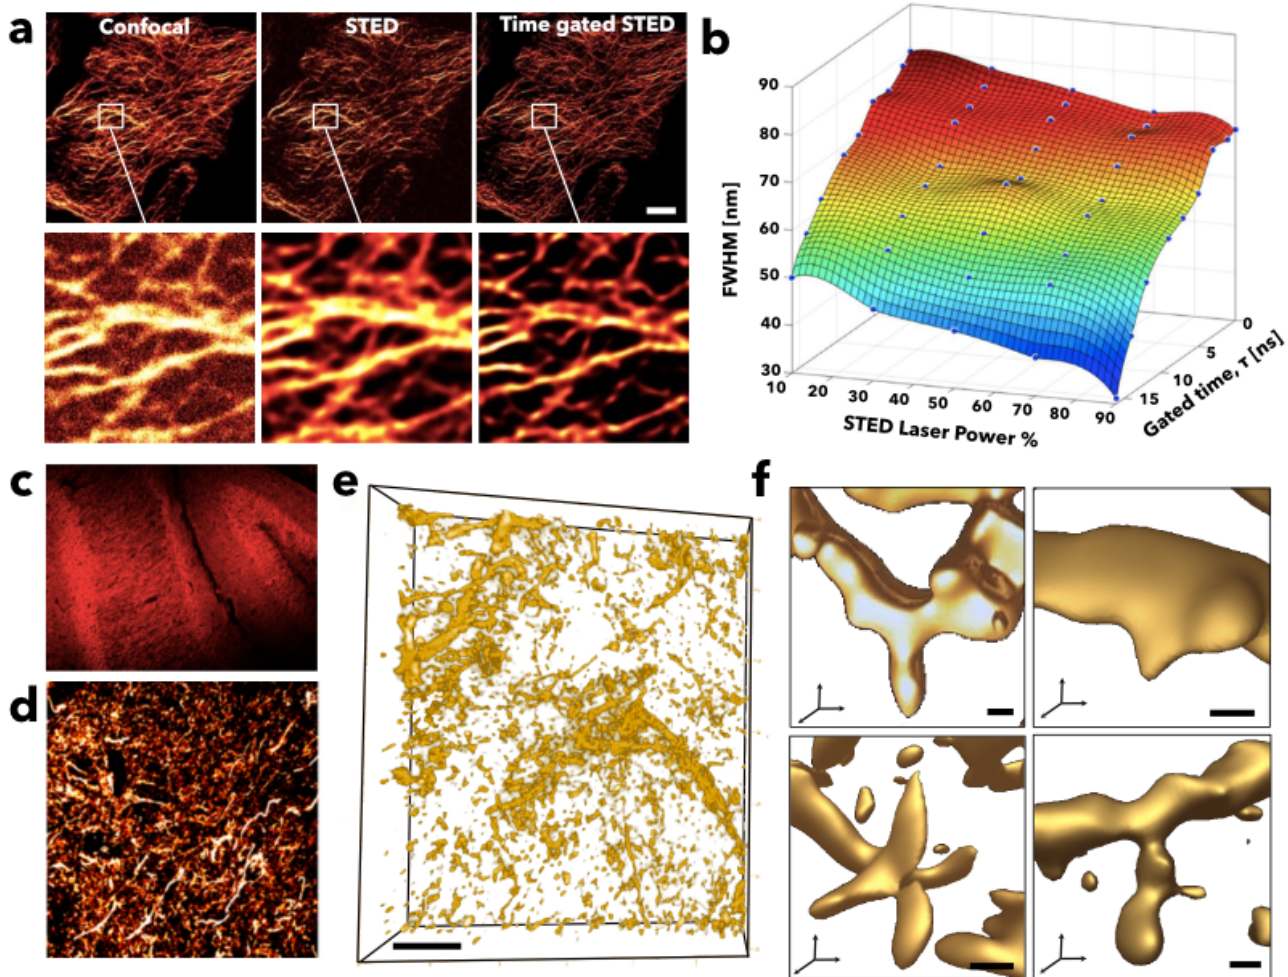 a
Confocal
STED
Time gated STED
b
90
80
70
60
50
40
30
FWHM [nm]
10
20
30
40
50
60
70
80
90
STED Laser Power %
0
5
10
15
Gated time, τ [ns]
c
d
e
f